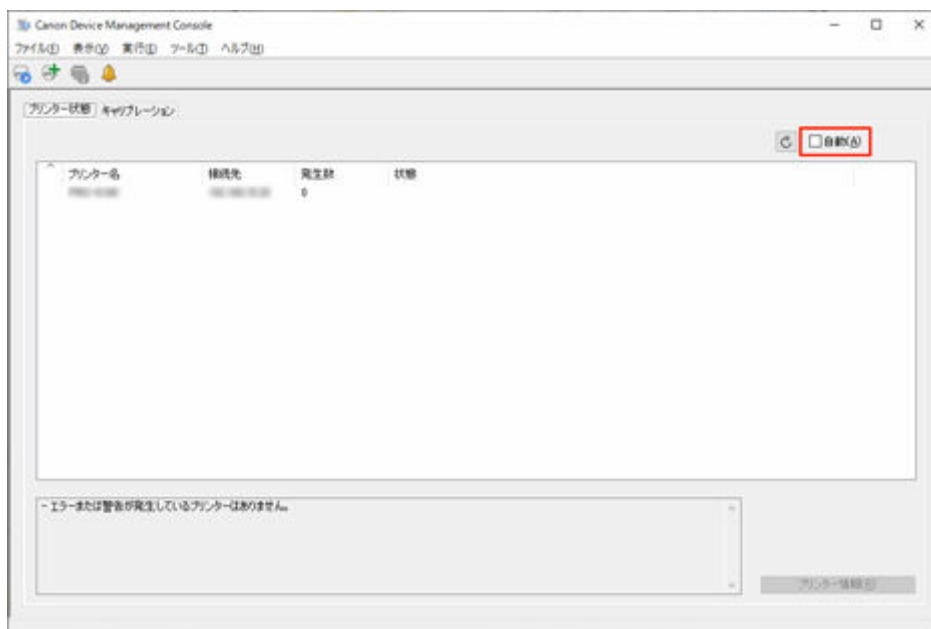 Canon Device Management Console
ファイル(F) 表示(V) 実行(E) ツール(T) ヘルプ(H)
プリンター状態 キャリブレーション
自動(A)
プリンター名 接続先 発生数 状態
0
- エラーまたは警告が発生しているプリンターはありません。
プリンター情報